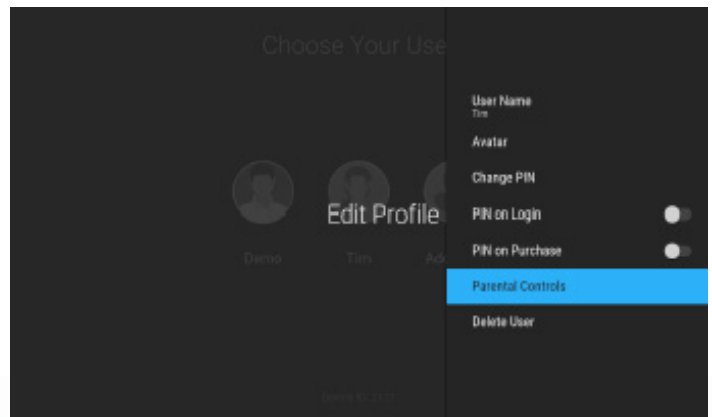 Choose Your Use
Edit Profile
Demo
Tim
Ad
User Name
Tim
Avatar
Change PIN
PIN on Login
PIN on Purchase
Parental Controls
Delete User